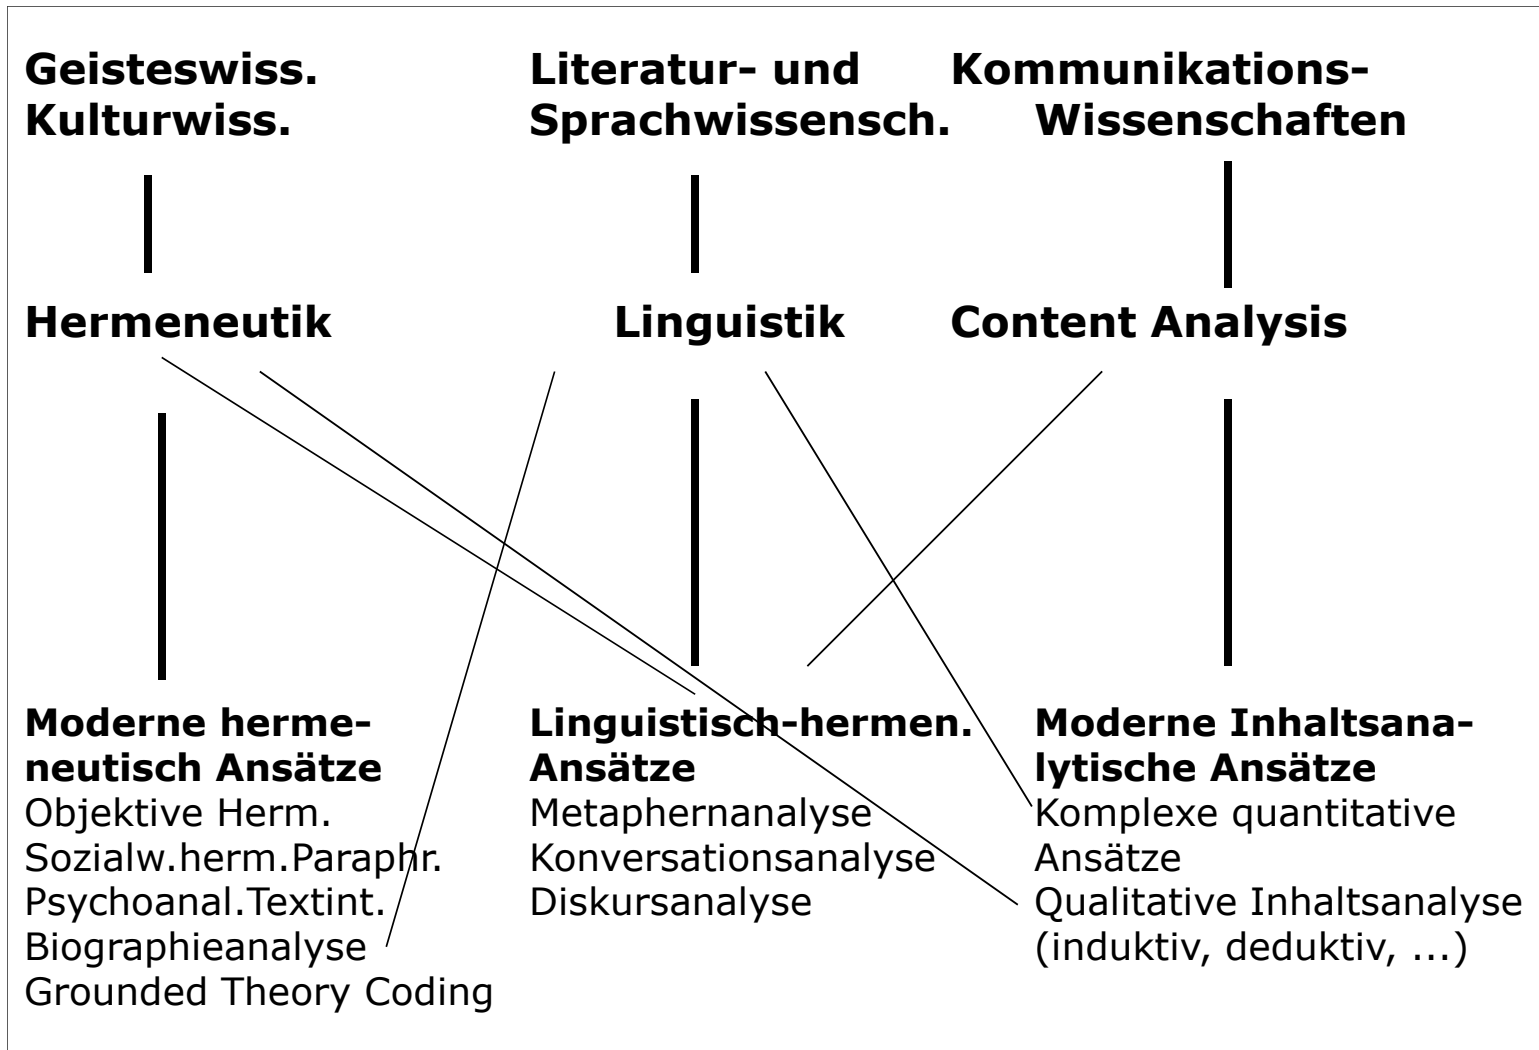 Geisteswiss.
Kulturwiss.
Literatur- und
Sprachwissensch.
Kommunikations-
Wissenschaften
Hermeneutik
Linguistik
Content Analysis
Moderne herme-
neutisch Ansätze
Objektive Herm.
Sozialw.herm.Paraphr.
Psychoanal.Textint.
Biographieanalyse
Grounded Theory Coding
Linguistisch-hermen.
Ansätze
Metaphernanalyse
Konversationsanalyse
Diskursanalyse
Moderne Inhaltsana-
lytische Ansätze
Komplexe quantitative
Ansätze
Qualitative Inhaltsanalyse
(induktiv, deduktiv, ...)